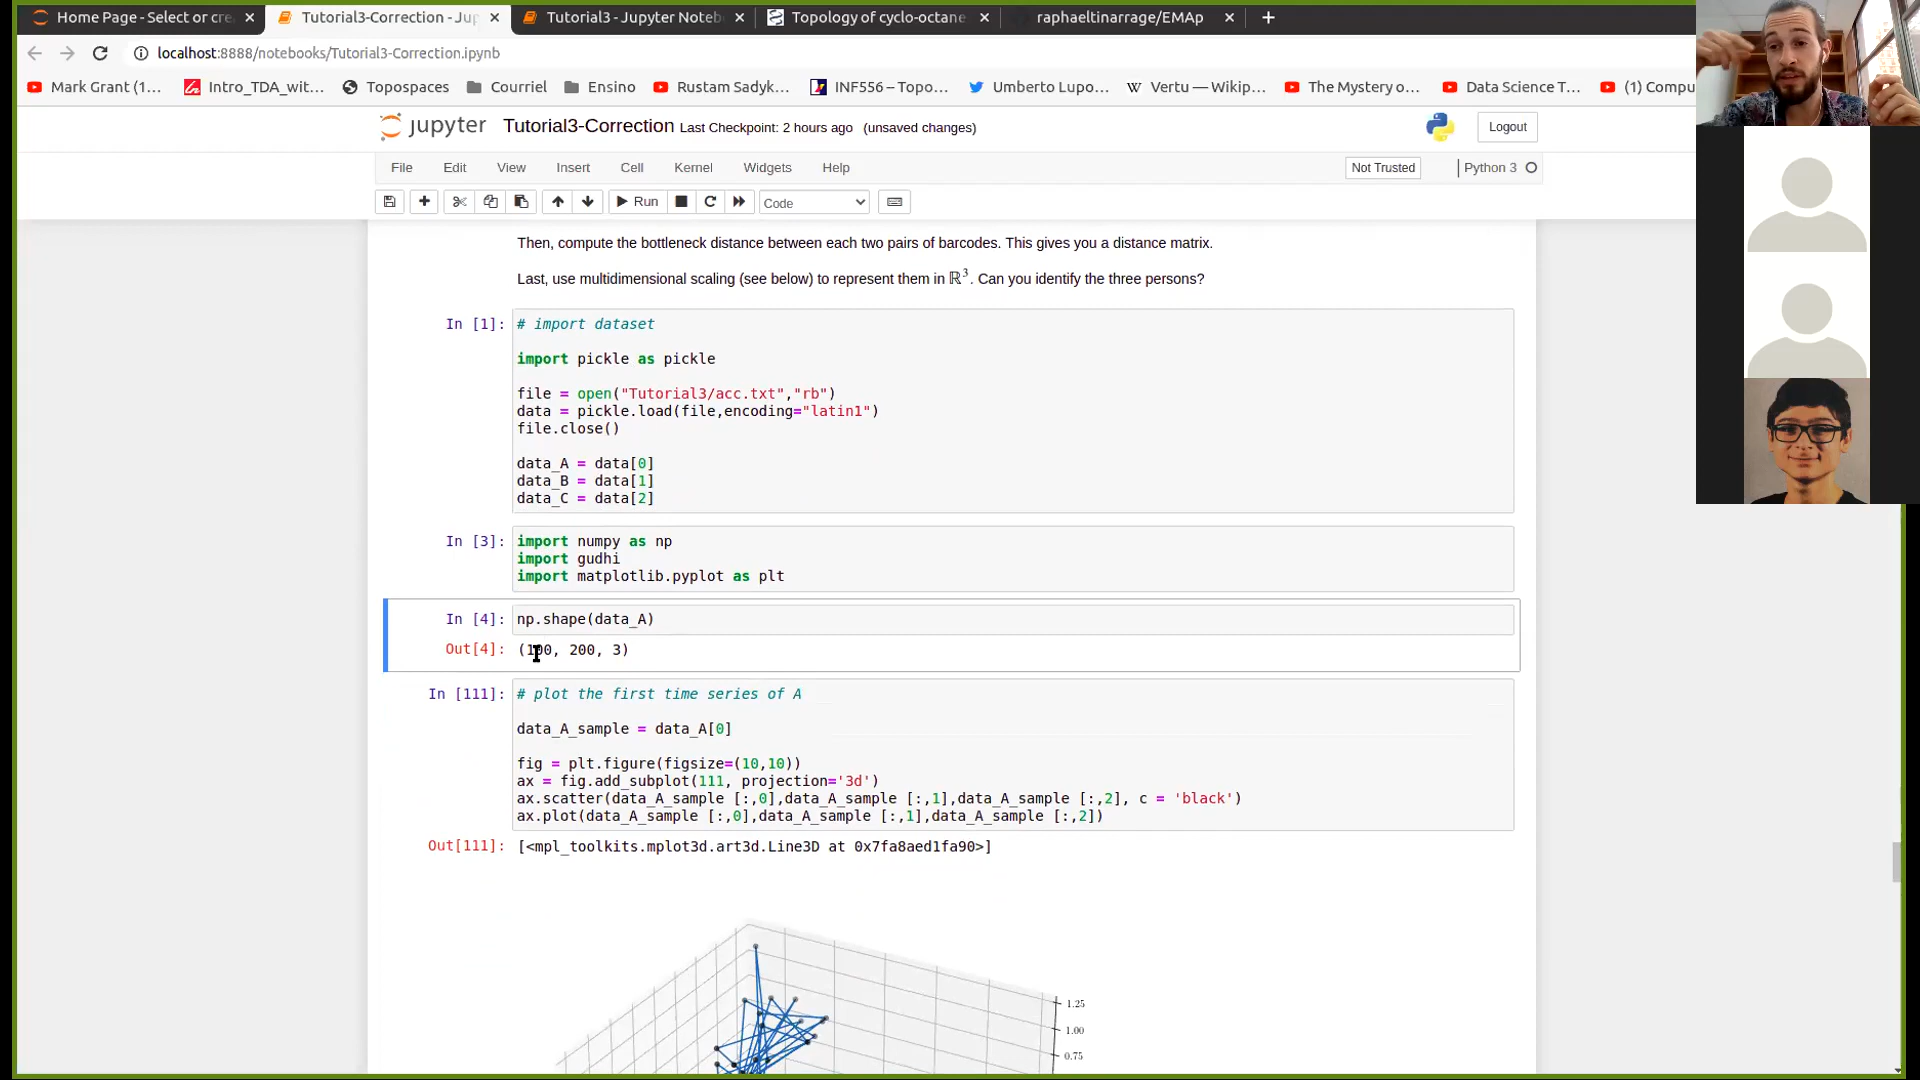 Home Page - Select or cre
Tutorial3-Correction - Jup
Tutorial3 - Jupyter Noteb
Topology of cyclo-octane
raphaeltinarrage/EMAp
localhost:8888/notebooks/Tutorial3-Correction.ipynb
Mark Grant (1... Intro_TDA_wit... Topospaces Courriel Ensino Rustam Sadyk... INF556 – Topo... Umberto Lupo... Vertu — Wikip... The Mystery o... Data Science T... (1) Compu
jupyter Tutorial3-Correction Last Checkpoint: 2 hours ago (unsaved changes) Logout
File Edit View Insert Cell Kernel Widgets Help Not Trusted Python 3
Run Code
Then, compute the bottleneck distance between each two pairs of barcodes. This gives you a distance matrix.
Last, use multidimensional scaling (see below) to represent them in ℝ³. Can you identify the three persons?
In [1]: # import dataset
import pickle as pickle
file = open("Tutorial3/acc.txt","rb")
data = pickle.load(file,encoding="latin1")
file.close()
data_A = data[0]
data_B = data[1]
data_C = data[2]
In [3]: import numpy as np
import gudhi
import matplotlib.pyplot as plt
In [4]: np.shape(data_A)
Out[4]: (100, 200, 3)
In [111]: # plot the first time series of A
data_A_sample = data_A[0]
fig = plt.figure(figsize=(10,10))
ax = fig.add_subplot(111, projection='3d')
ax.scatter(data_A_sample [:,0],data_A_sample [:,1],data_A_sample [:,2], c = 'black')
ax.plot(data_A_sample [:,0],data_A_sample [:,1],data_A_sample [:,2])
Out[111]: [<mpl_toolkits.mplot3d.art3d.Line3D at 0x7fa8aed1fa90>]
1.25
1.00
0.75